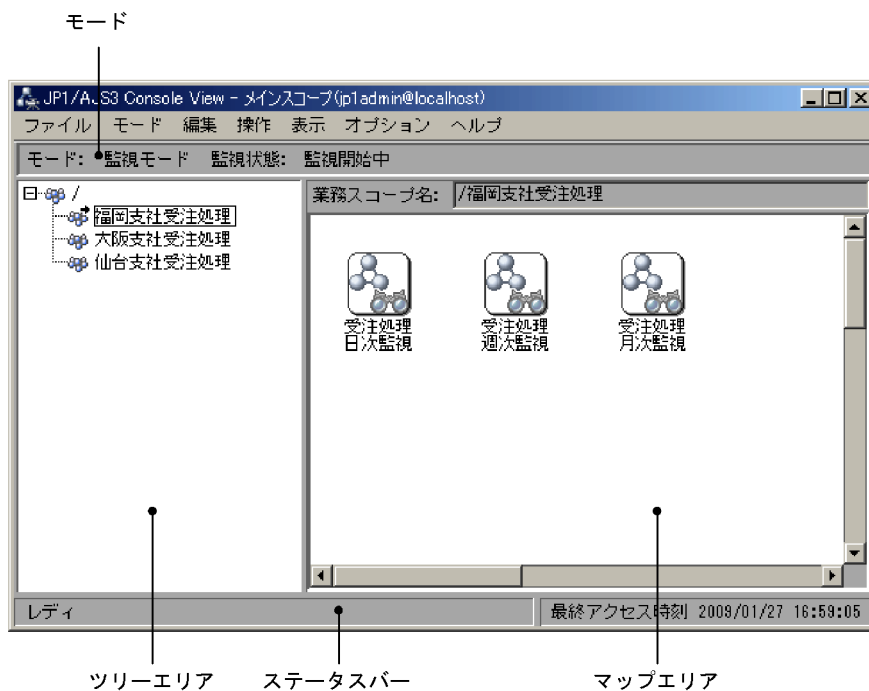 モード
JP1/AJS3 Console View - メインスコープ(jp1admin@localhost)
ファイル モード 編集 操作 表示 オプション ヘルプ
モード: 監視モード 監視状態: 監視開始中
/
福岡支社受注処理
大阪支社受注処理
仙台支社受注処理
業務スコープ名: /福岡支社受注処理
受注処理
日次監視
受注処理
週次監視
受注処理
月次監視
レディ
最終アクセス時刻 2009/01/27 16:59:05
ツリーエリア ステータスバー マップエリア